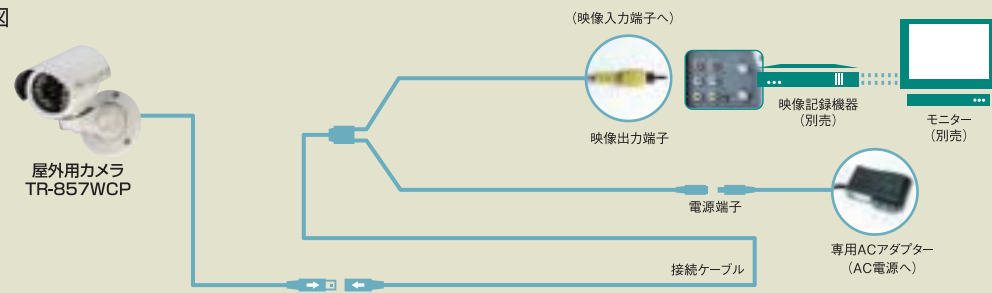 図
(映像入力端子へ)
映像出力端子
映像記録機器
(別売)
モニター
(別売)
屋外用カメラ
TR-857WCP
電源端子
専用ACアダプター
(AC電源へ)
接続ケーブル